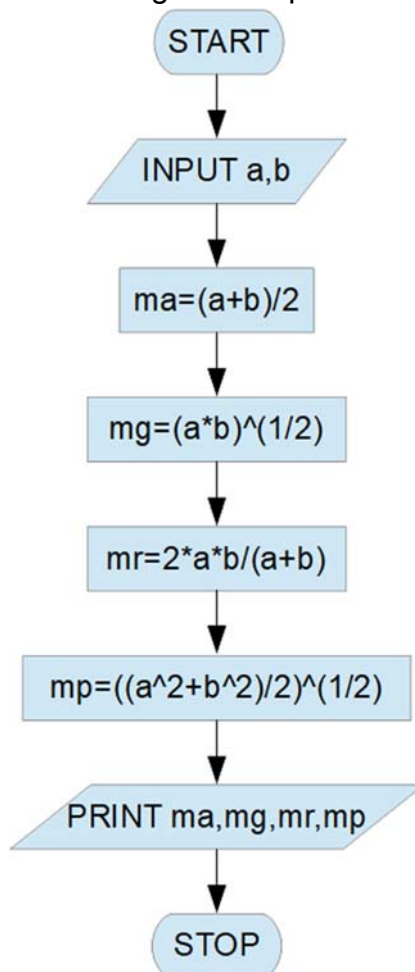 START
INPUT a,b
ma=(a+b)/2
mg=(a*b)^(1/2)
mr=2*a*b/(a+b)
mp=((a^2+b^2)/2)^(1/2)
PRINT ma,mg,mr,mp
STOP